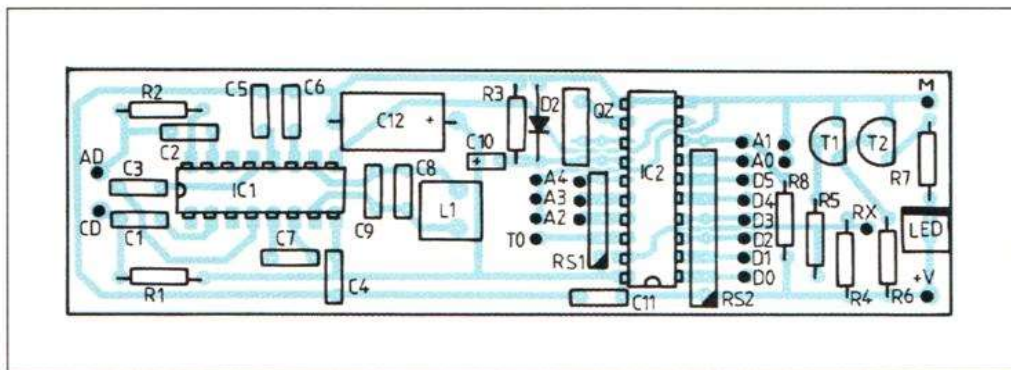 R2
C5
C6
C12
+
R3
D2
QZ
M
C2
C10
+
A1
A0
T1
T2
AD
C3
IC1
C9
C8
L1
A4
A3
A2
T0
RS1
IC2
D5
D4
D3
D2
D1
D0
R8
R5
RX
R7
CD
C1
LED
C7
C4
R1
C11
RS2
R4
R6
+V